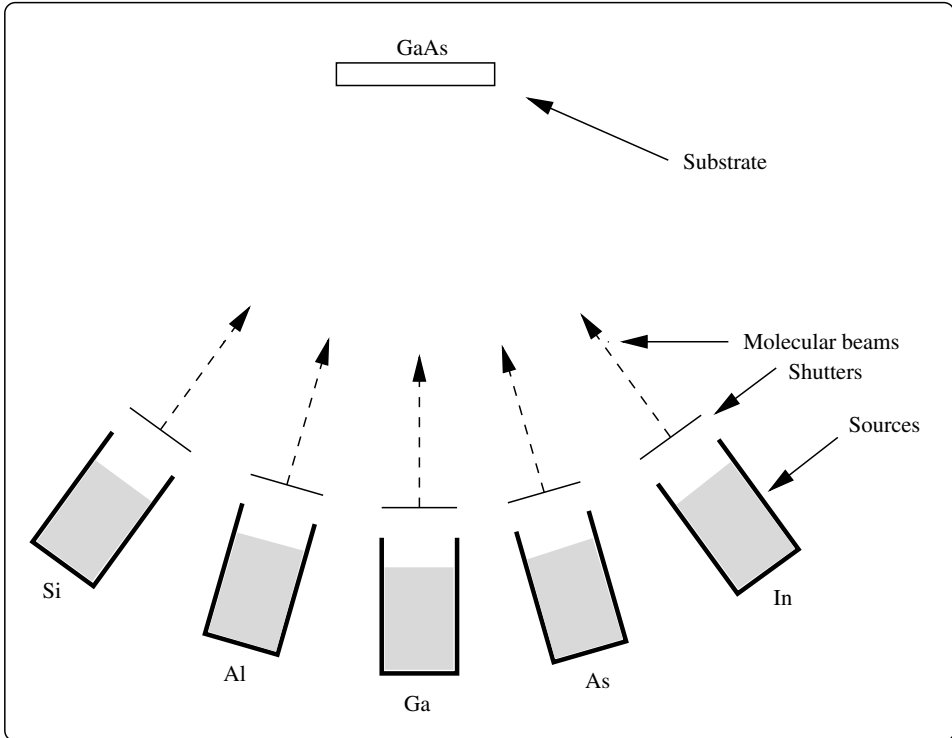 GaAs
Substrate
Molecular beams
Shutters
Sources
Si
Al
Ga
As
In